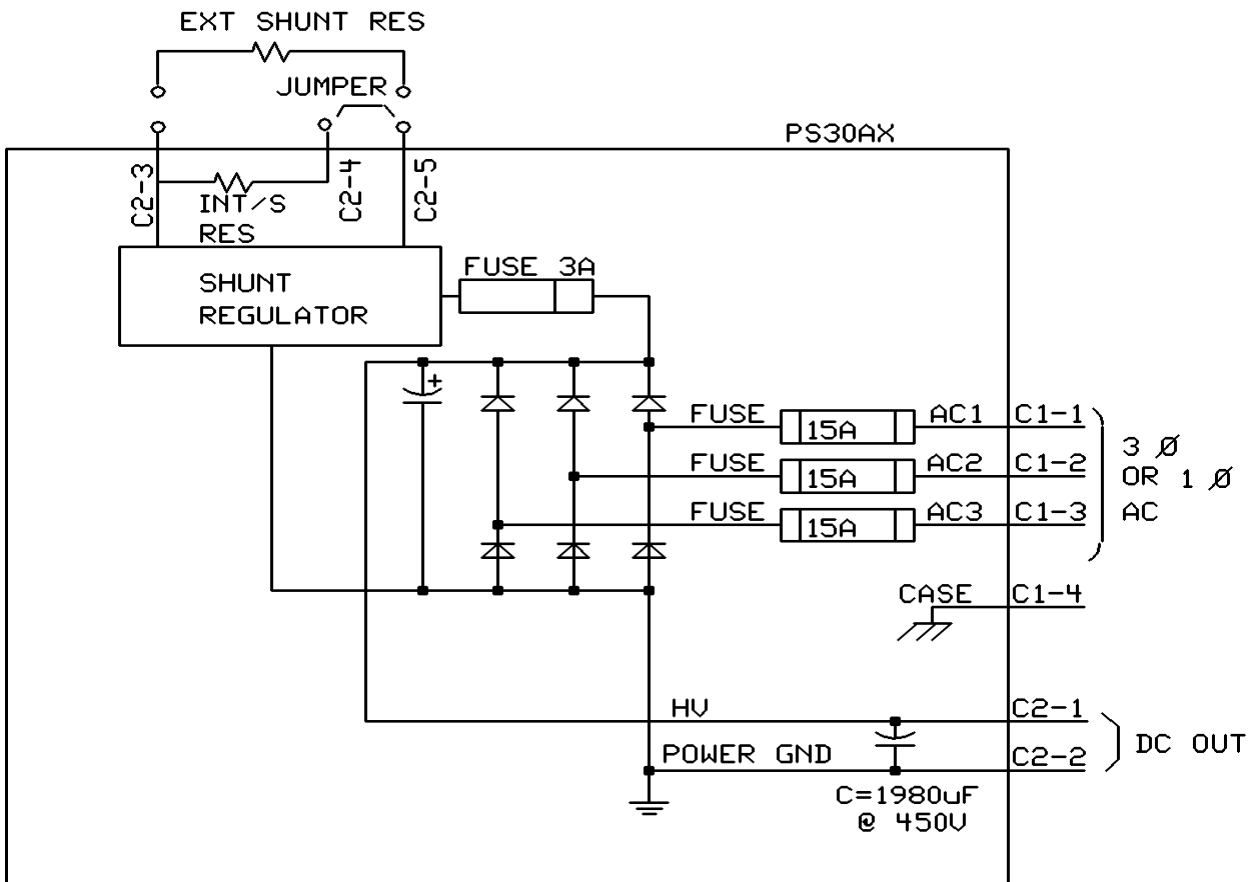 EXT SHUNT RES
JUMPER
PS30AX
C2-3
C2-4
C2-5
INT/S
RES
SHUNT
REGULATOR
FUSE 3A
+
FUSE 15A AC1 C1-1
FUSE 15A AC2 C1-2
FUSE 15A AC3 C1-3
3 Ø
OR 1 Ø
AC
CASE C1-4
HV C2-1
POWER GND C2-2
DC OUT
C=1980uF
@ 450V